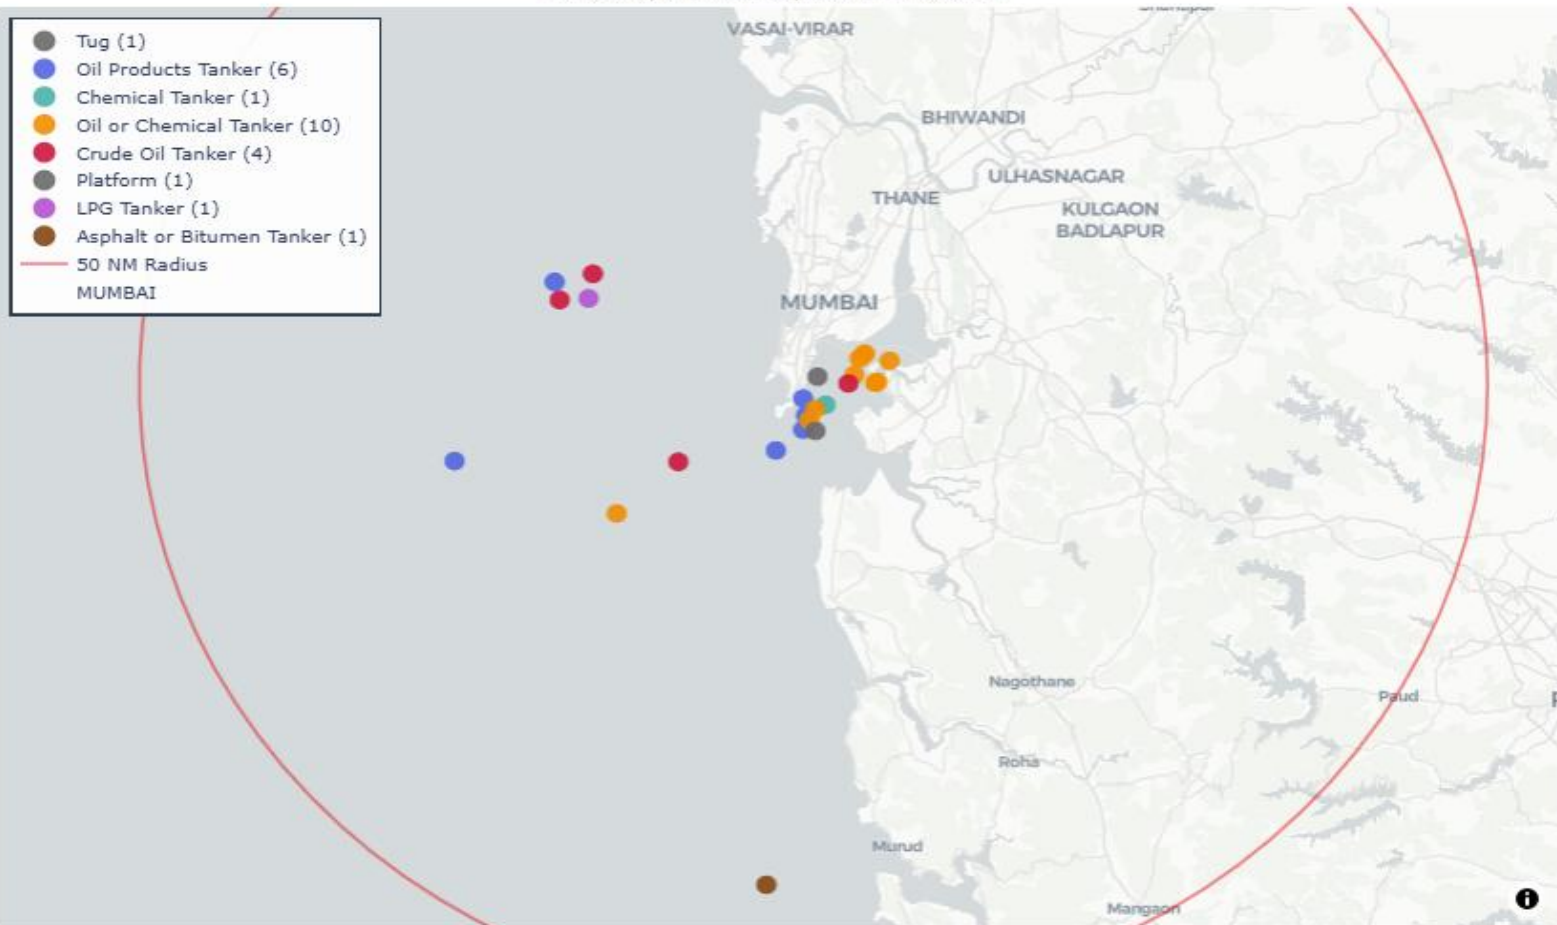 Tug (1)
Oil Products Tanker (6)
Chemical Tanker (1)
Oil or Chemical Tanker (10)
Crude Oil Tanker (4)
Platform (1)
LPG Tanker (1)
Asphalt or Bitumen Tanker (1)
50 NM Radius
MUMBAI
VASAI-VIRAR
BHIWANDI
ULHASNAGAR
THANE
KULGAON
BADLAPUR
MUMBAI
Nagothane
Paud
Roha
Murud
Mangaon